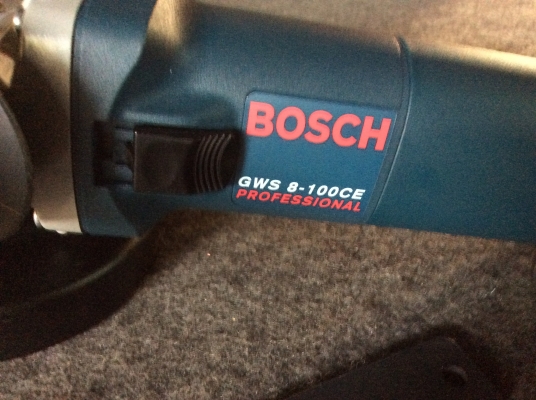 BOSCH
GWS 8-100CE
PROFESSIONAL